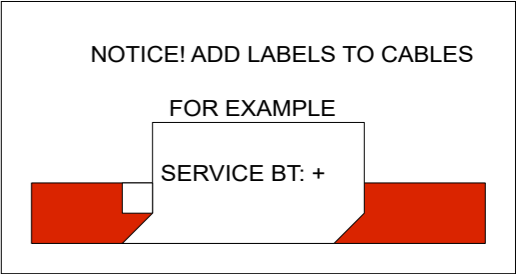 NOTICE! ADD LABELS TO CABLES
FOR EXAMPLE
SERVICE BT: +